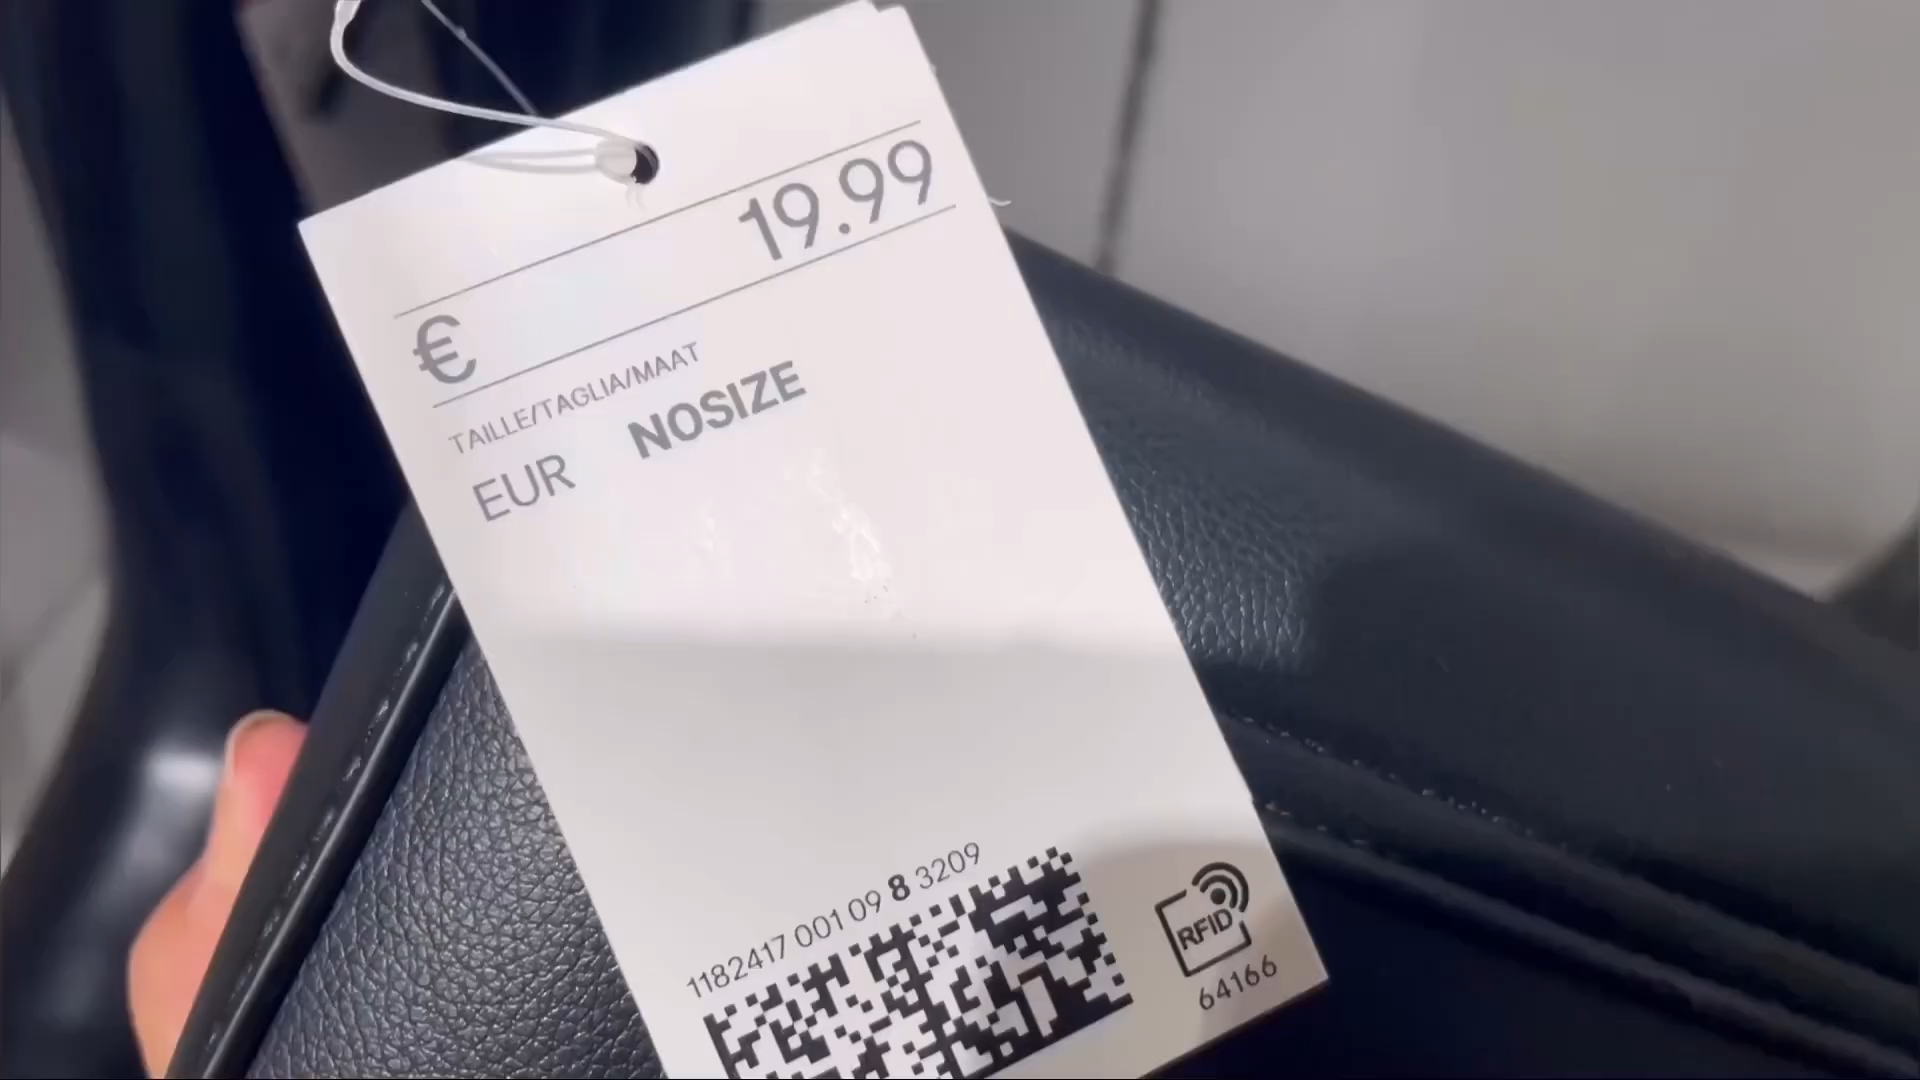 € 19.99
TAILLE/TAGLIA/MAAT
EUR NOSIZE
1182417 001 09 8 3209
RFID
64166